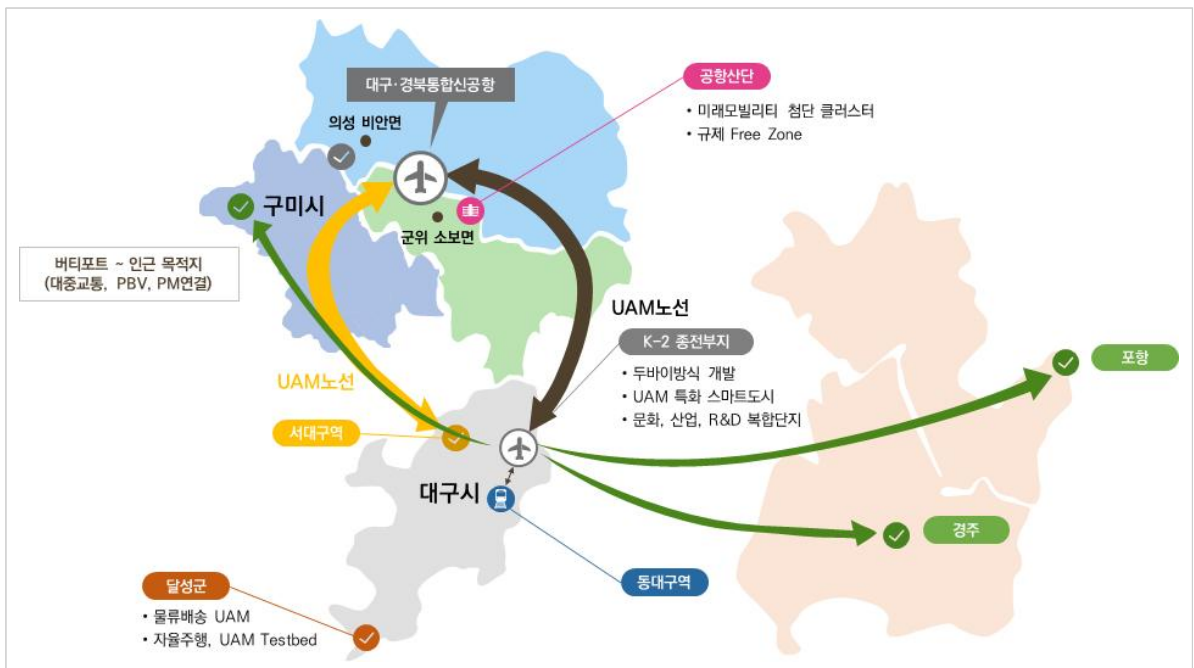 대구·경북통합신공항
의성 비안면
공항산단
• 미래모빌리티 첨단 클러스터
• 규제 Free Zone
구미시
군위 소보면
버티포트 ~ 인근 목적지
(대중교통, PBV, PM연결)
UAM노선
K-2 종전부지
• 두바이방식 개발
• UAM 특화 스마트도시
• 문화, 산업, R&D 복합단지
포항
UAM노선
서대구역
대구시
경주
동대구역
달성군
• 물류배송 UAM
• 자율주행, UAM Testbed